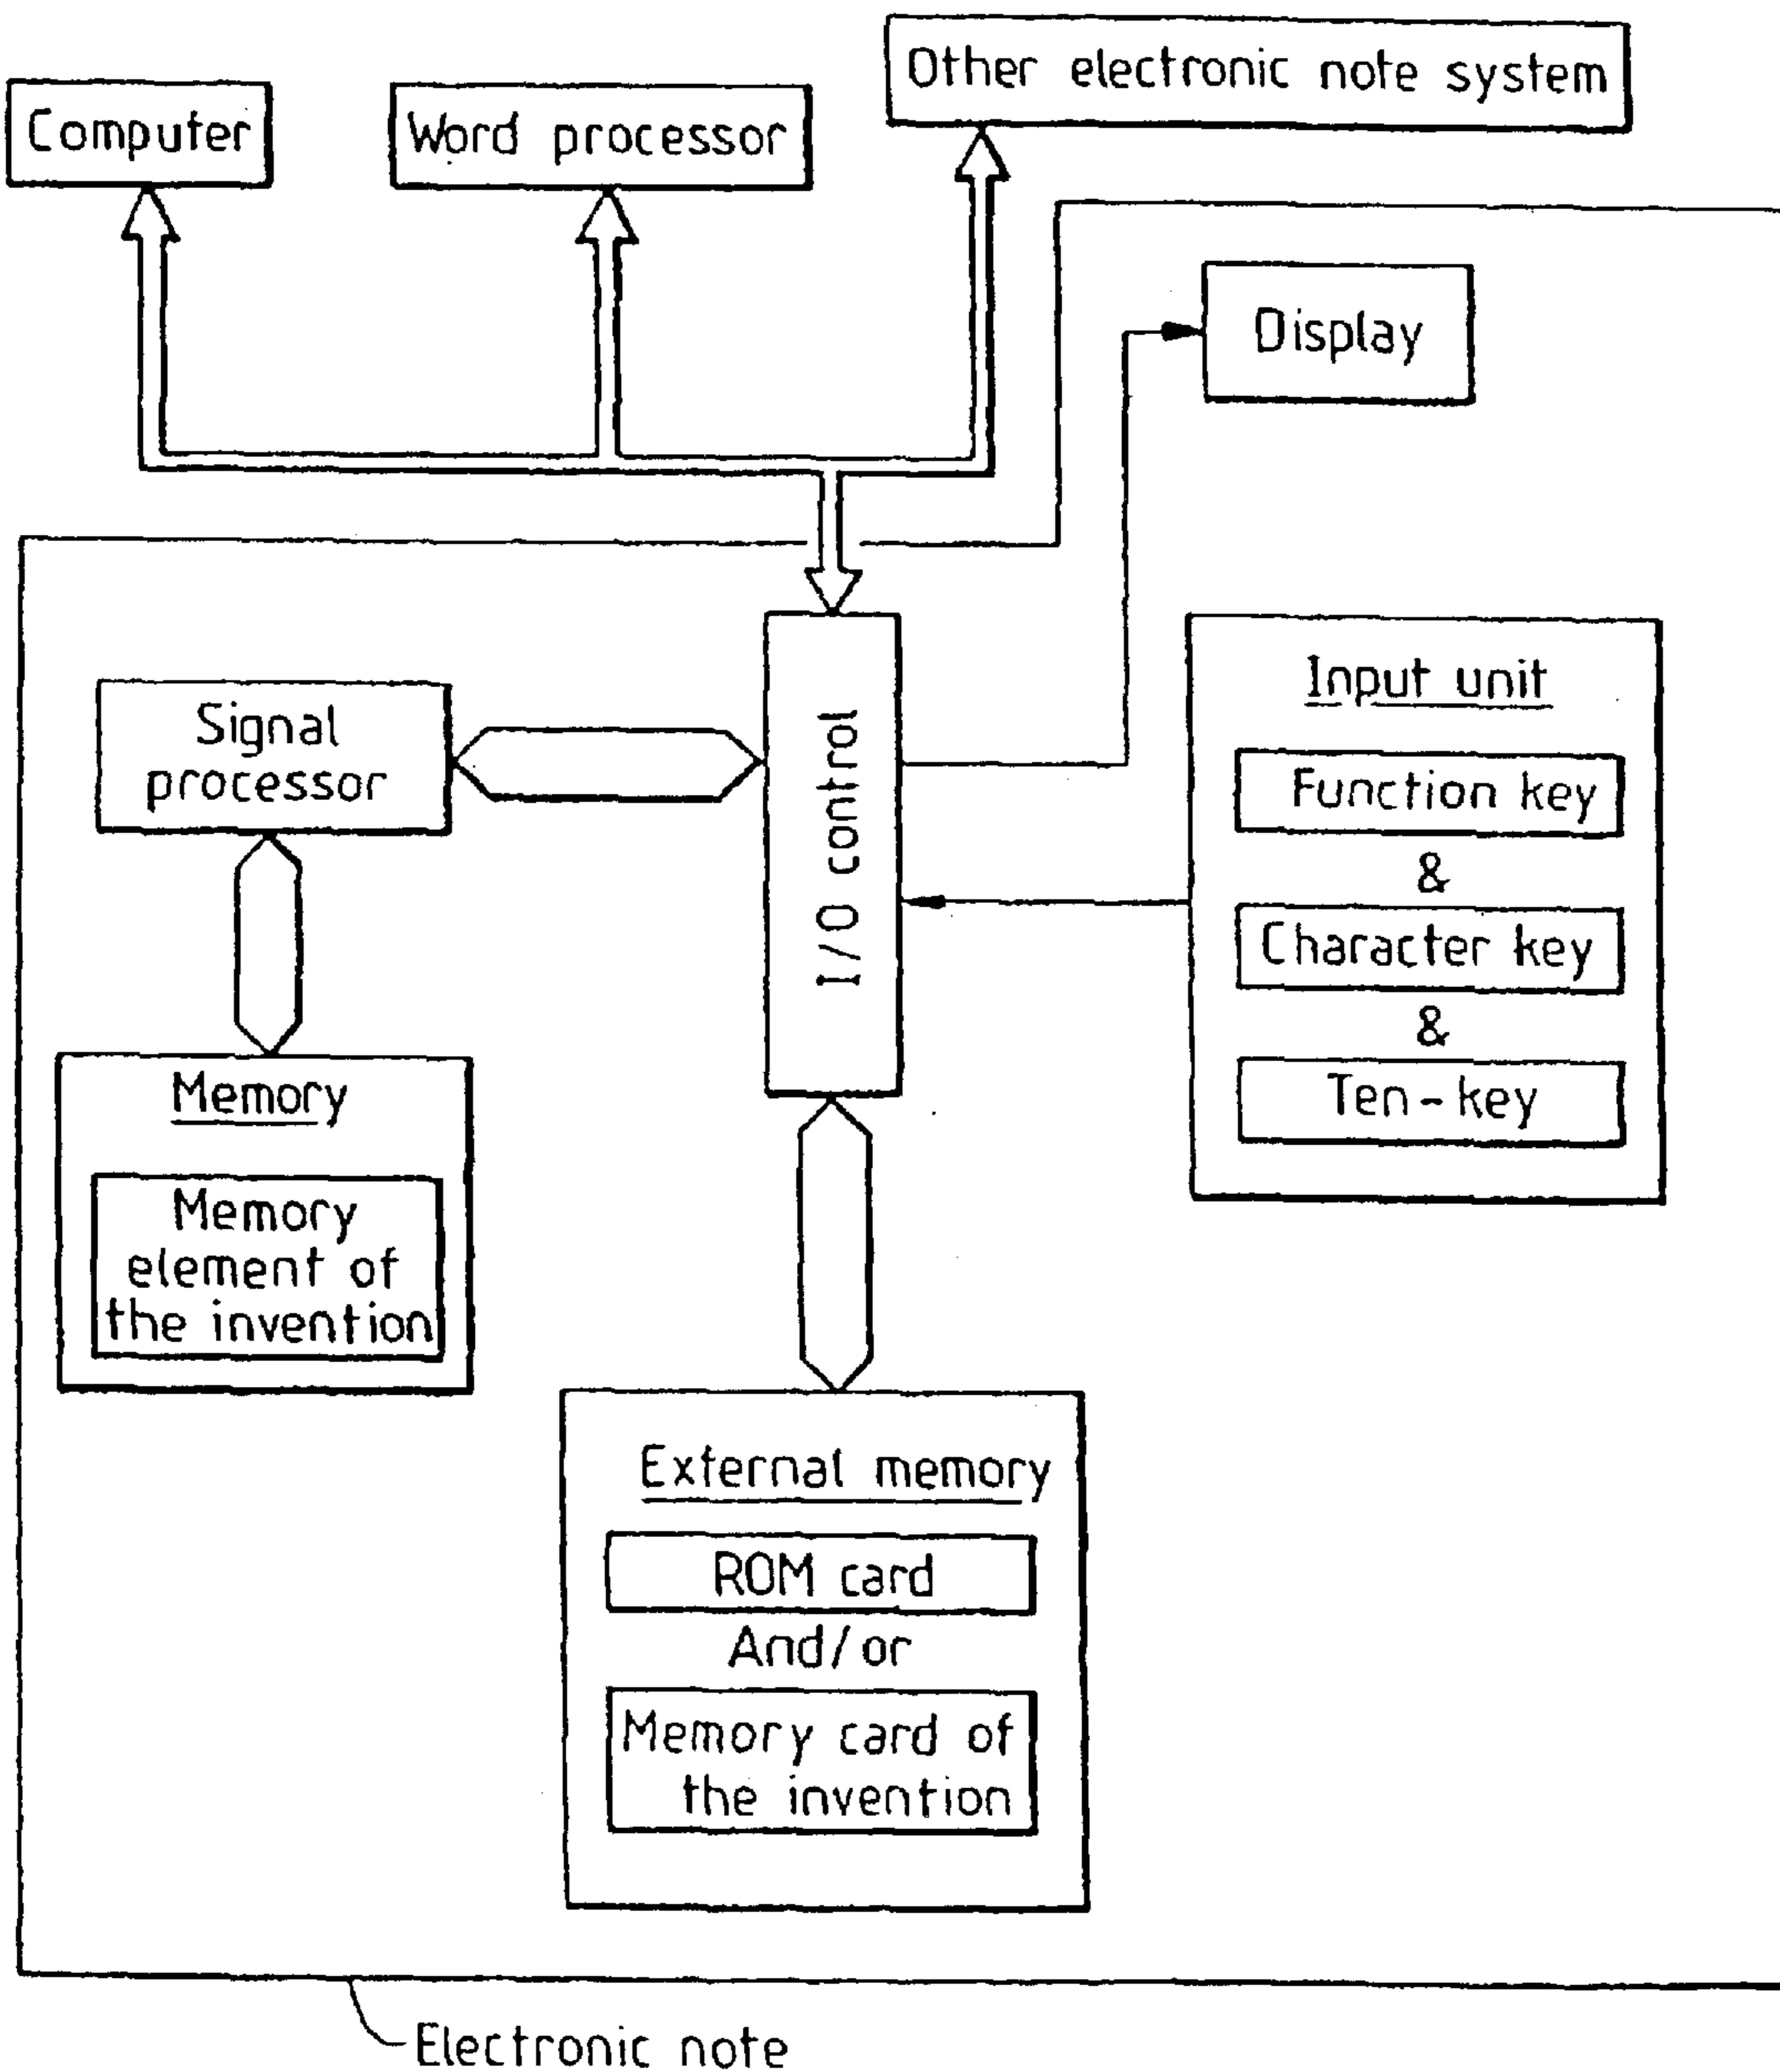 Other electronic note system
Computer
Word processor
Display
Input unit
Signal
processor
I/O control
Function key
&
Character key
&
Ten-key
Memory
Memory
element of
the invention
External memory
ROM card
And/or
Memory card of
the invention
Electronic note